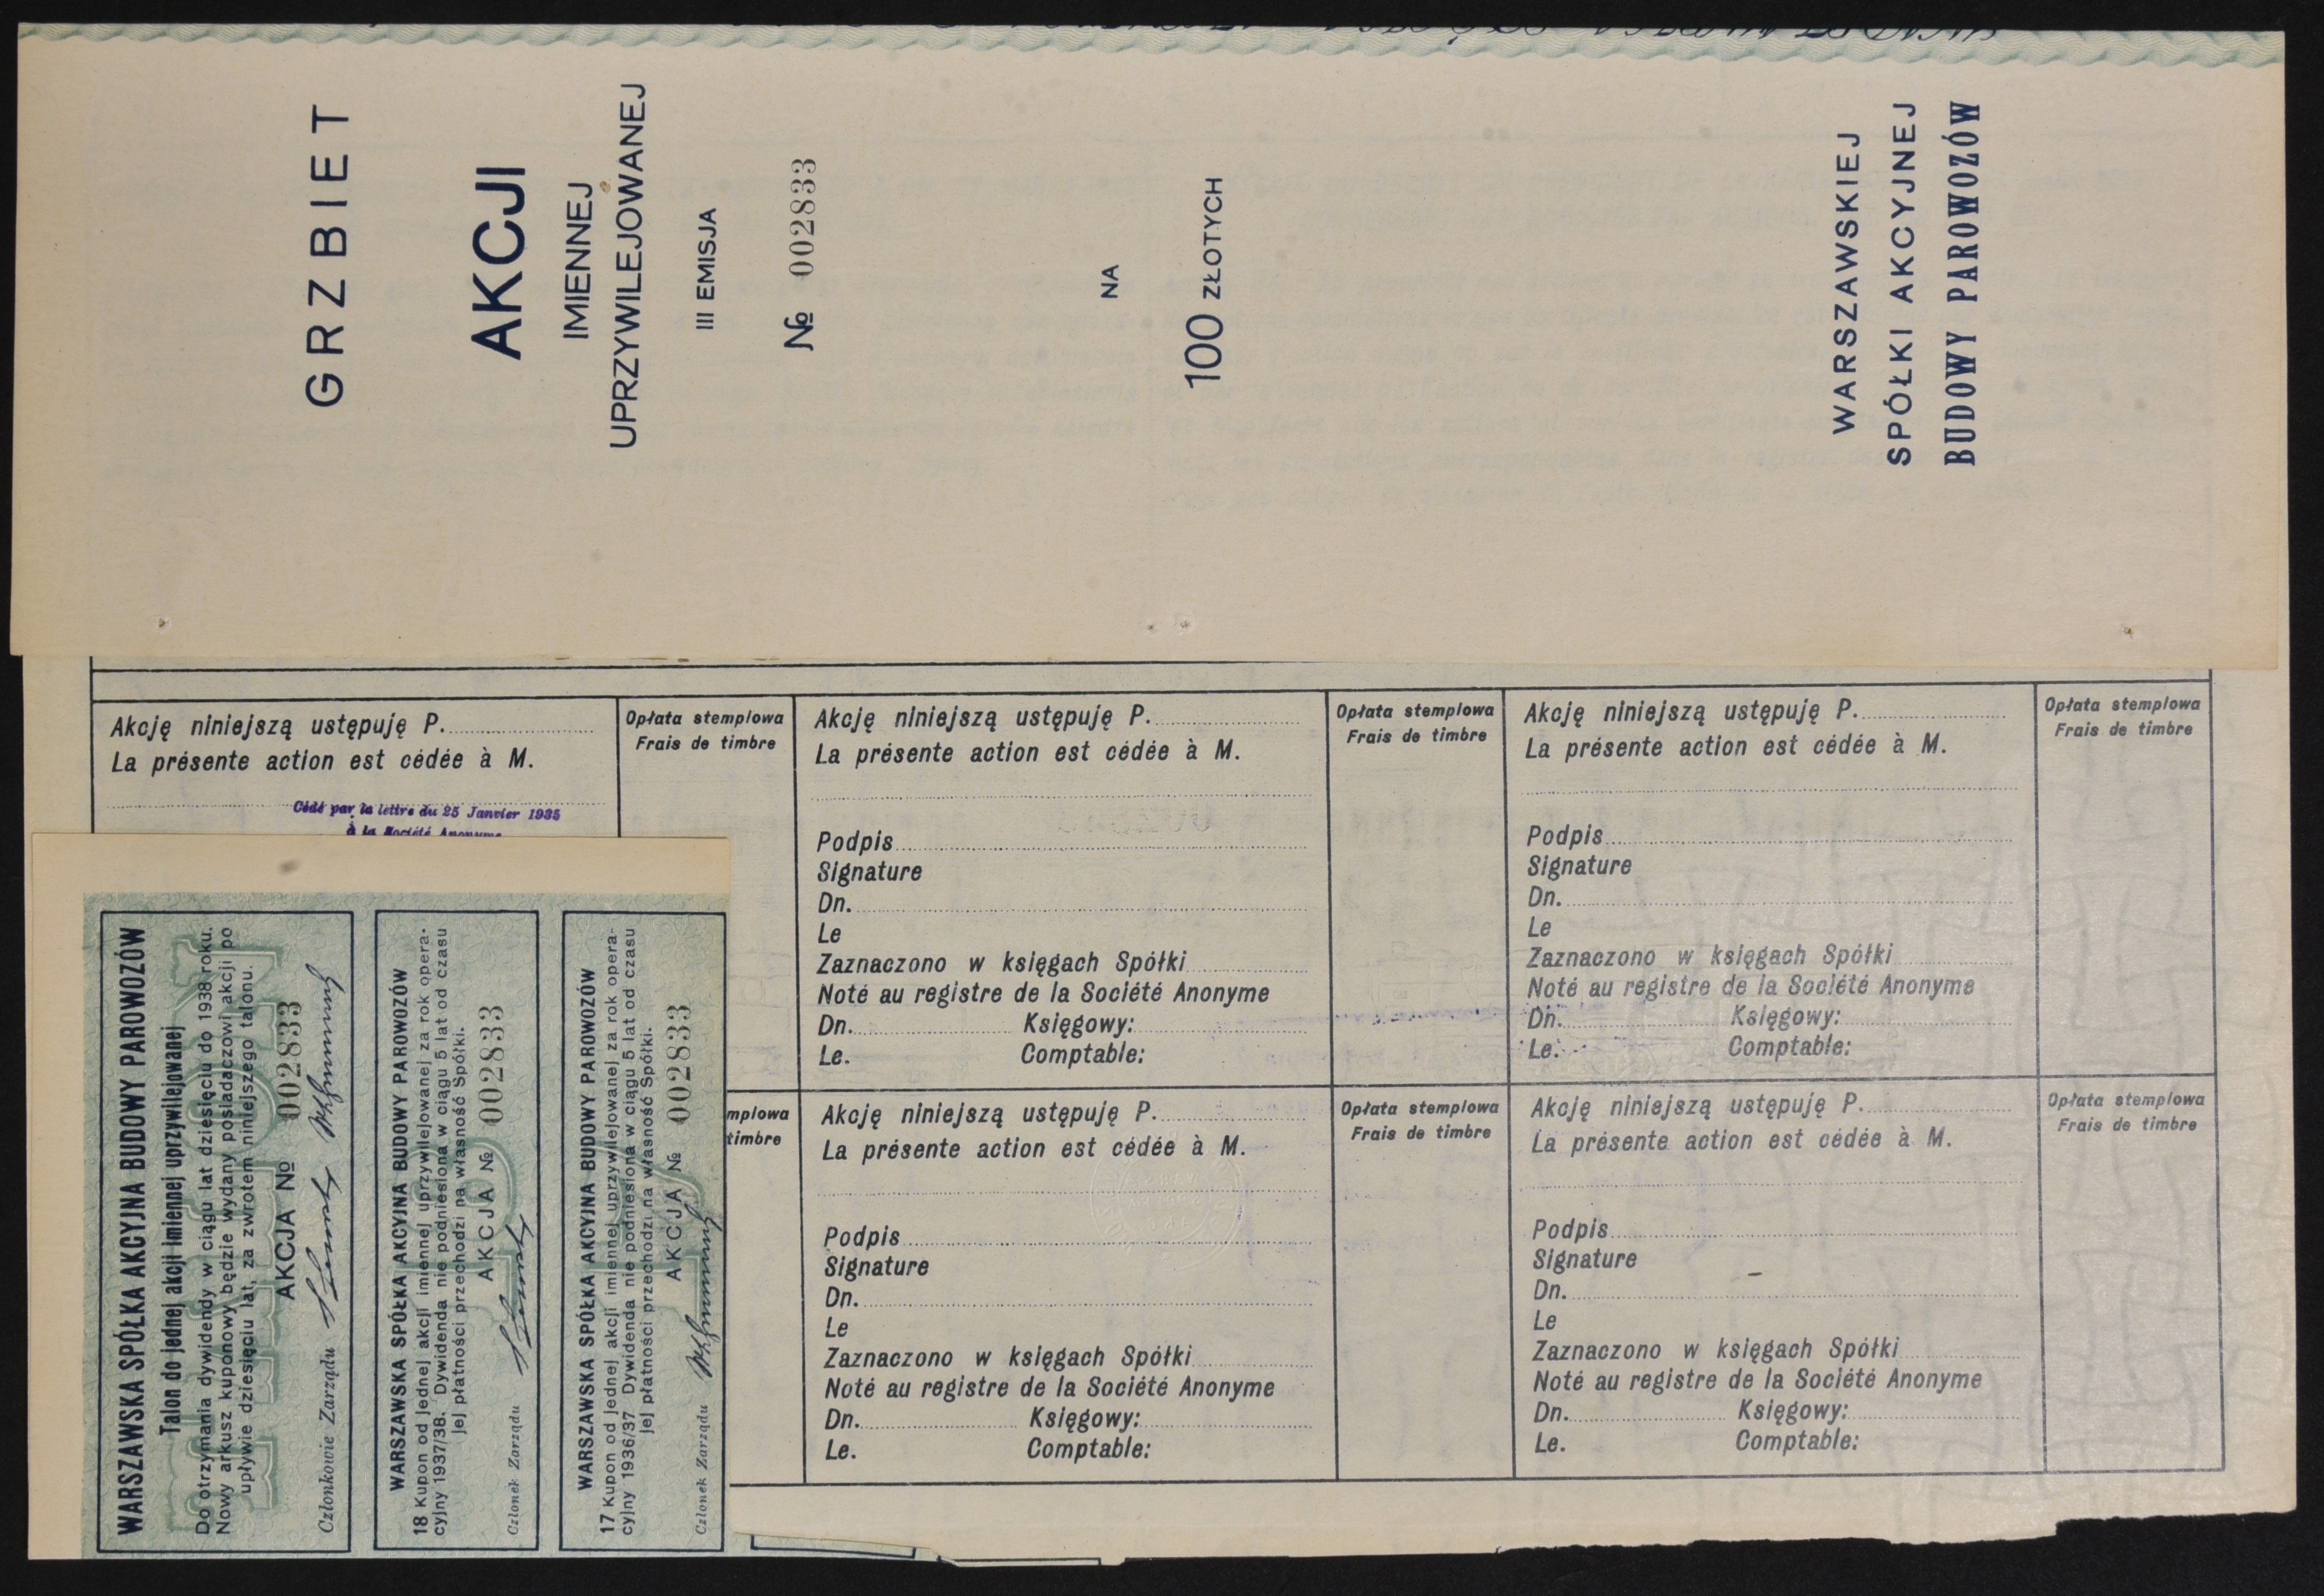 GRZBIET
AKCJI
IMIENNEJ
UPRZYWILEJOWANEJ
III EMISJA
№ 002833
NA
100 ZŁOTYCH
WARSZAWSKIEJ
SPÓŁKI AKCYJNEJ
BUDOWY PAROWOZÓW
Akcję niniejszą ustępuję P.
La présente action est cédée à M.
Cédé par la lettre du 25 Janvier 1935
à la Société Anonyme
Opłata stemplowa
Frais de timbre
Akcję niniejszą ustępuję P.
La présente action est cédée à M.
Podpis
Signature
Dn.
Le
Zaznaczono w księgach Spółki
Noté au registre de la Société Anonyme
Dn. Księgowy:
Le. Comptable:
Opłata stemplowa
Frais de timbre
Akcję niniejszą ustępuję P.
La présente action est cédée à M.
Podpis
Signature
Dn.
Le
Zaznaczono w księgach Spółki
Noté au registre de la Société Anonyme
Dn. Księgowy:
Le. Comptable:
Opłata stemplowa
Frais de timbre
mplowa
timbre
Akcję niniejszą ustępuję P.
La présente action est cédée à M.
Podpis
Signature
Dn.
Le
Zaznaczono w księgach Spółki
Noté au registre de la Société Anonyme
Dn. Księgowy:
Le. Comptable:
Opłata stemplowa
Frais de timbre
Akcję niniejszą ustępuję P.
La présente action est cédée à M.
Podpis
Signature
Dn.
Le
Zaznaczono w księgach Spółki
Noté au registre de la Société Anonyme
Dn. Księgowy:
Le. Comptable:
Opłata stemplowa
Frais de timbre
WARSZAWSKA SPÓŁKA AKCYJNA BUDOWY PAROWOZÓW
Talon do jednej akcji imiennej uprzywilejowanej
Do otrzymania dywidendy w ciągu lat dziesięciu do 1938 roku.
Nowy arkusz kuponowy będzie wydany posiadaczowi akcji po
upływie dziesięciu lat, za zwrotem niniejszego talonu.
AKCJA № 002833
Członkowie Zarządu
WARSZAWSKA SPÓŁKA AKCYJNA BUDOWY PAROWOZÓW
18 Kupon od jednej akcji imiennej uprzywilejowanej za rok opera-
cyjny 1937/38. Dywidenda nie podniesiona w ciągu 5 lat od czasu
jej płatności przechodzi na własność Spółki.
AKCJA № 002833
Członek Zarządu
WARSZAWSKA SPÓŁKA AKCYJNA BUDOWY PAROWOZÓW
17 Kupon od jednej akcji imiennej uprzywilejowanej za rok opera-
cyjny 1936/37 Dywidenda nie podniesiona w ciągu 5 lat od czasu
jej płatności przechodzi na własność Spółki.
AKCJA № 002833
Członek Zarządu